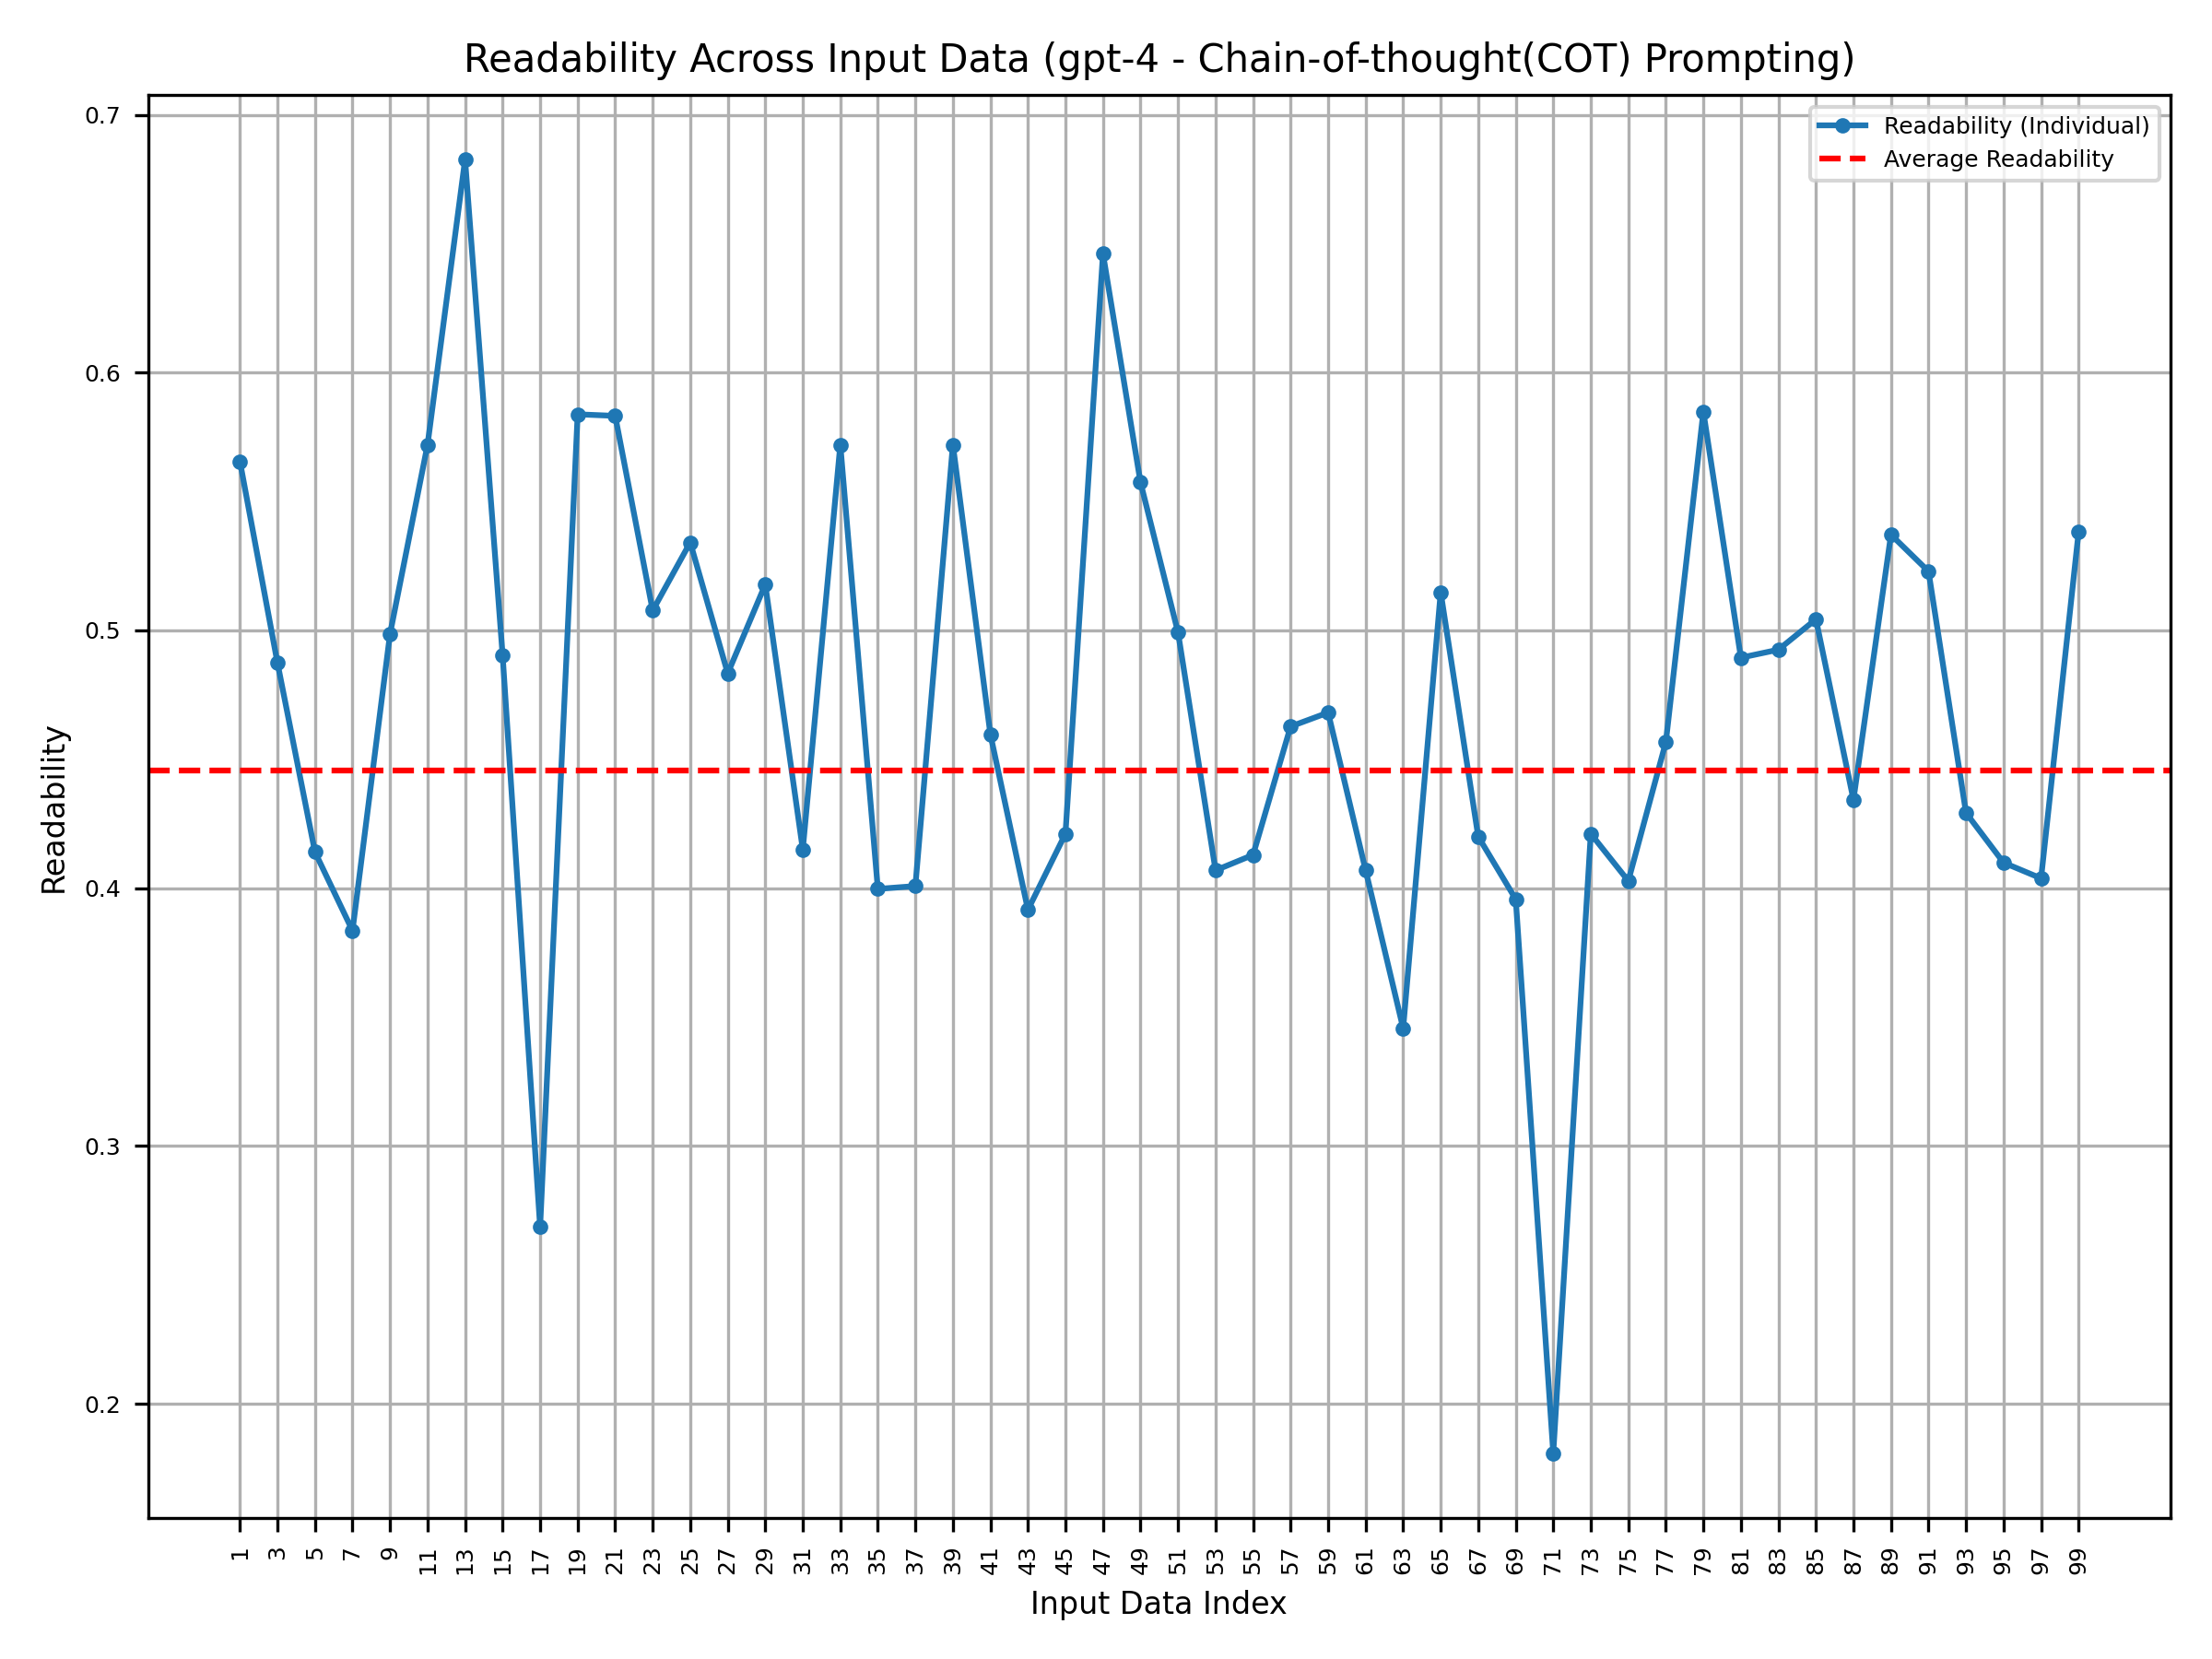 Readability Across Input Data (gpt-4 - Chain-of-thought(COT) Prompting)
Readability (Individual)
Average Readability
Readability
0.7
0.6
0.5
0.4
0.3
0.2
1 3 5 7 9 11 13 15 17 19 21 23 25 27 29 31 33 35 37 39 41 43 45 47 49 51 53 55 57 59 61 63 65 67 69 71 73 75 77 79 81 83 85 87 89 91 93 95 97 99
Input Data Index